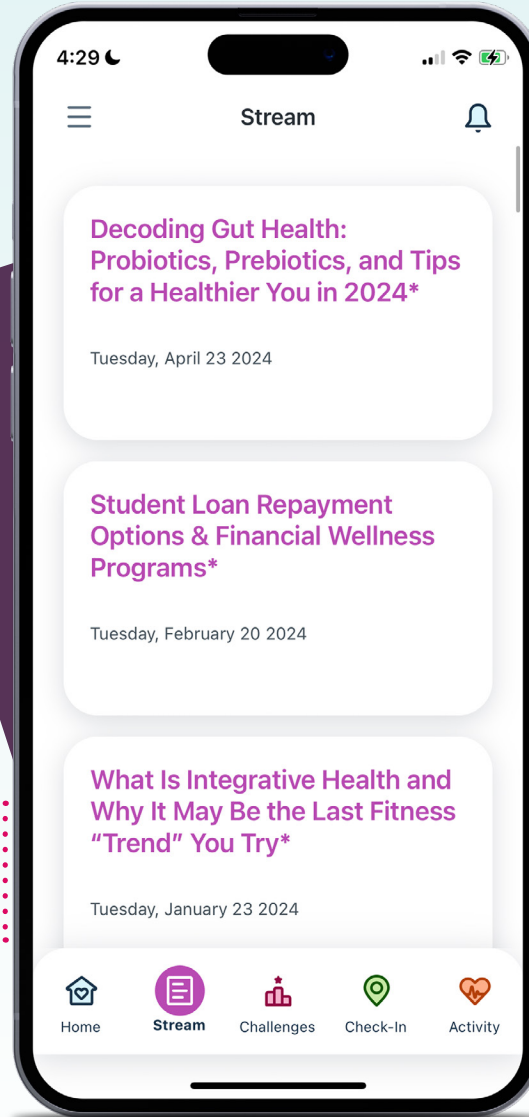 4:29
Stream
Decoding Gut Health:
Probiotics, Prebiotics, and Tips
for a Healthier You in 2024*
Tuesday, April 23 2024
Student Loan Repayment
Options & Financial Wellness
Programs*
Tuesday, February 20 2024
What Is Integrative Health and
Why It May Be the Last Fitness
“Trend” You Try*
Tuesday, January 23 2024
Home Stream Challenges Check-In Activity